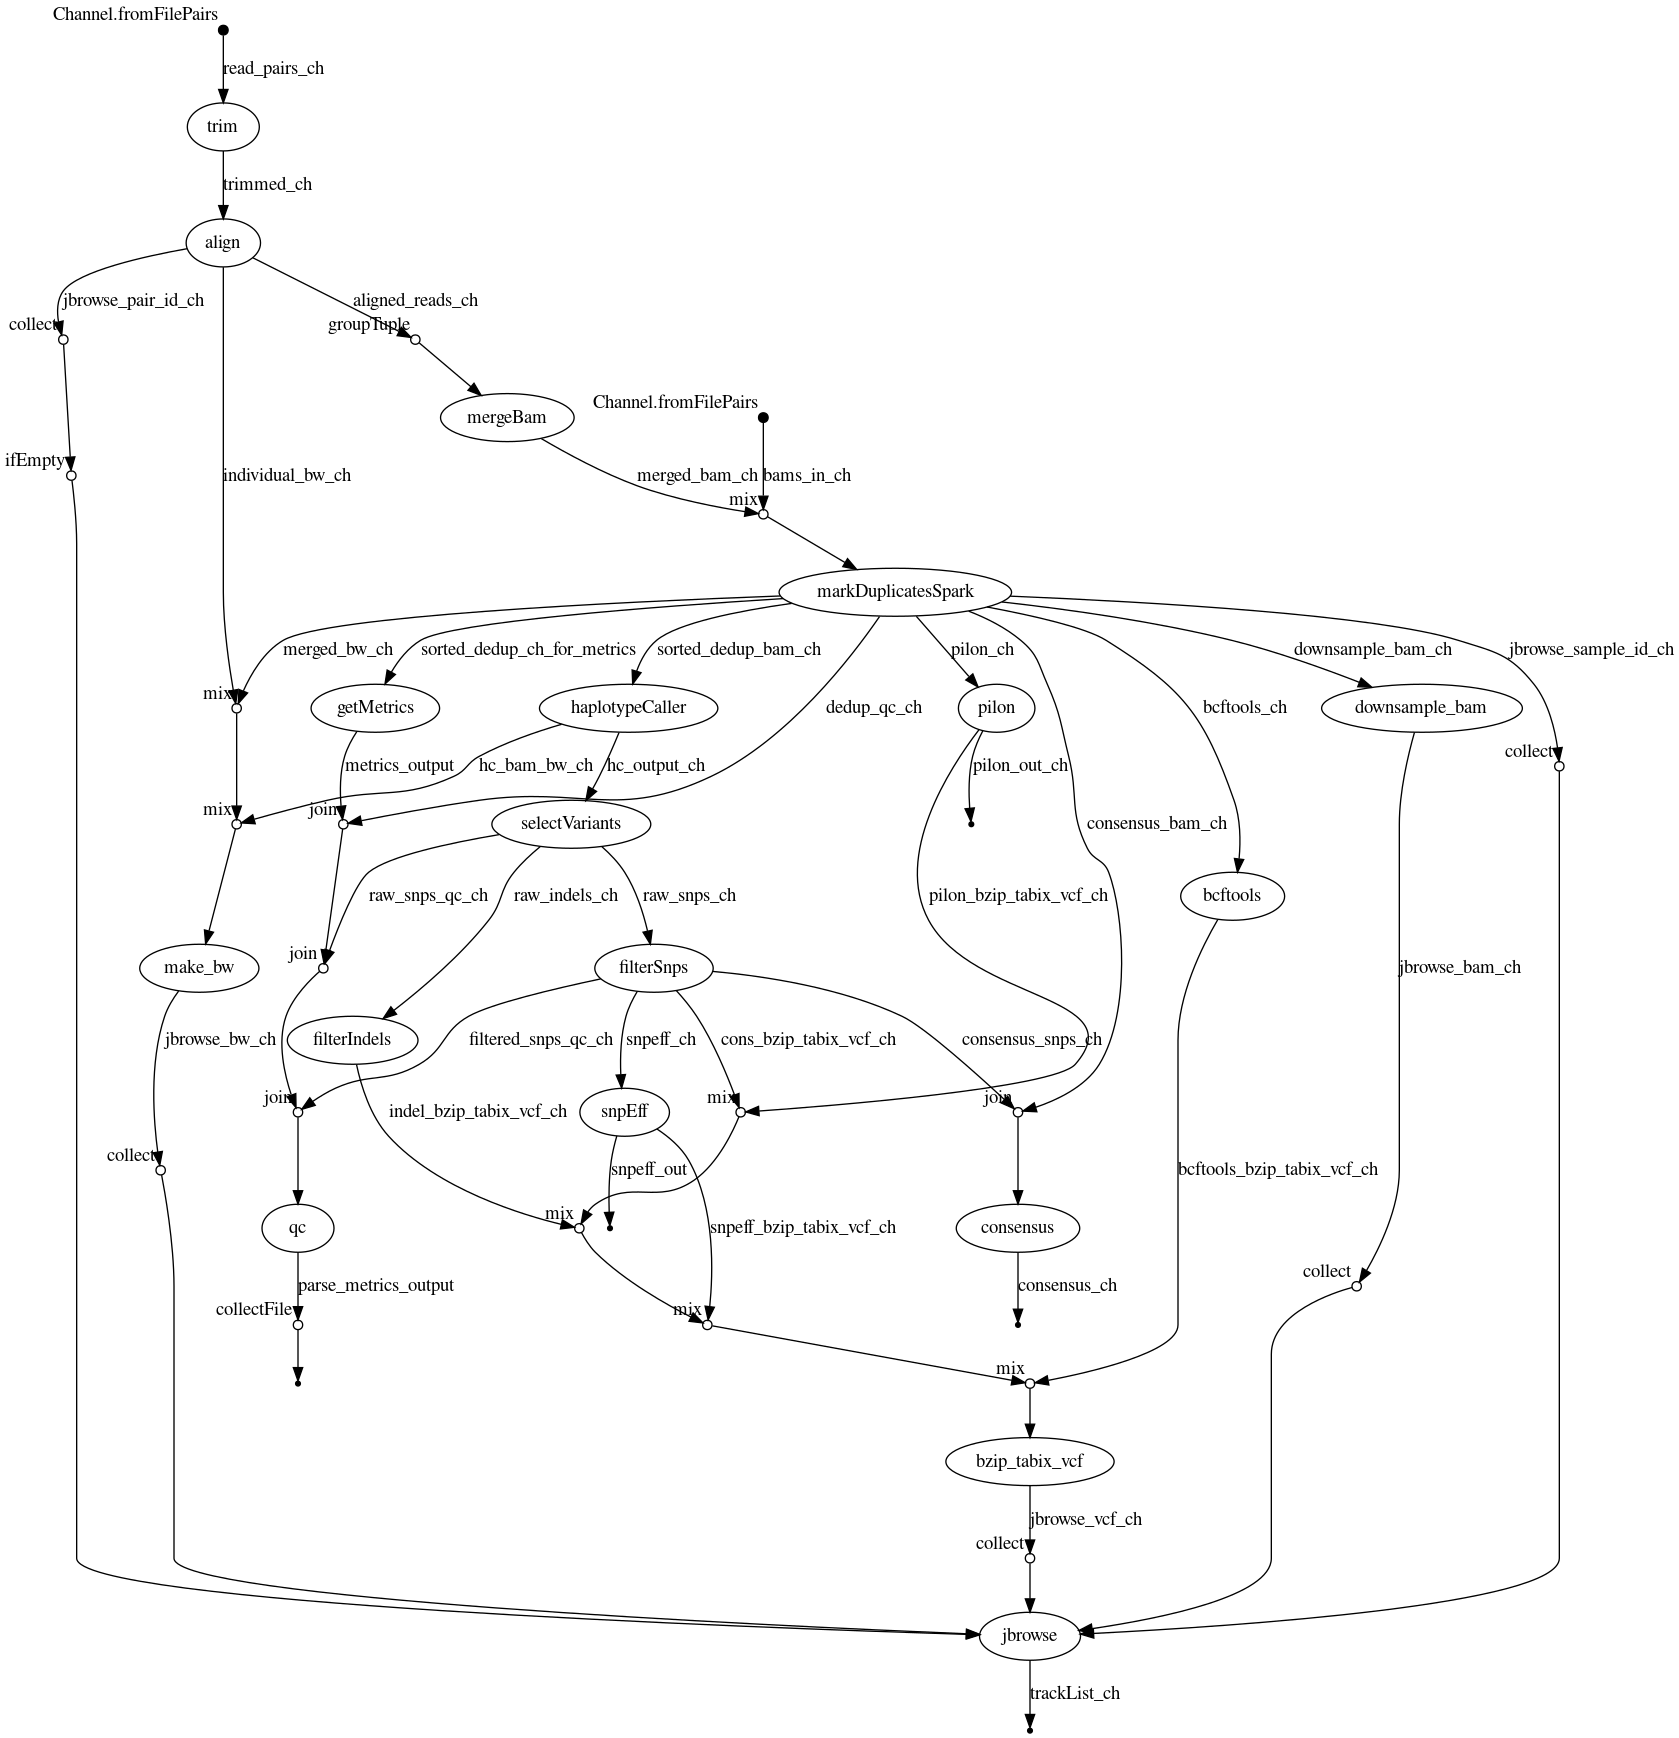 Channel.fromFilePairs
read_pairs_ch
trim
trimmed_ch
align
jbrowse_pair_id_ch
aligned_reads_ch
collect
groupTuple
mergeBam
Channel.fromFilePairs
ifEmpty
individual_bw_ch
merged_bam_ch
bams_in_ch
mix
markDuplicatesSpark
merged_bw_ch
sorted_dedup_ch_for_metrics
sorted_dedup_bam_ch
pilon_ch
downsample_bam_ch
jbrowse_sample_id_ch
mix
getMetrics
haplotypeCaller
dedup_qc_ch
pilon
bcftools_ch
downsample_bam
collect
metrics_output
hc_bam_bw_ch
hc_output_ch
pilon_out_ch
mix
join
selectVariants
consensus_bam_ch
raw_snps_qc_ch
raw_indels_ch
raw_snps_ch
pilon_bzip_tabix_vcf_ch
bcftools
join
make_bw
filterSnps
jbrowse_bam_ch
jbrowse_bw_ch
filterIndels
filtered_snps_qc_ch
snpeff_ch
cons_bzip_tabix_vcf_ch
consensus_snps_ch
join
indel_bzip_tabix_vcf_ch
snpEff
mix
join
collect
snpeff_out
bcftools_bzip_tabix_vcf_ch
mix
qc
snpeff_bzip_tabix_vcf_ch
consensus
collect
parse_metrics_output
consensus_ch
collectFile
mix
mix
bzip_tabix_vcf
jbrowse_vcf_ch
collect
jbrowse
trackList_ch